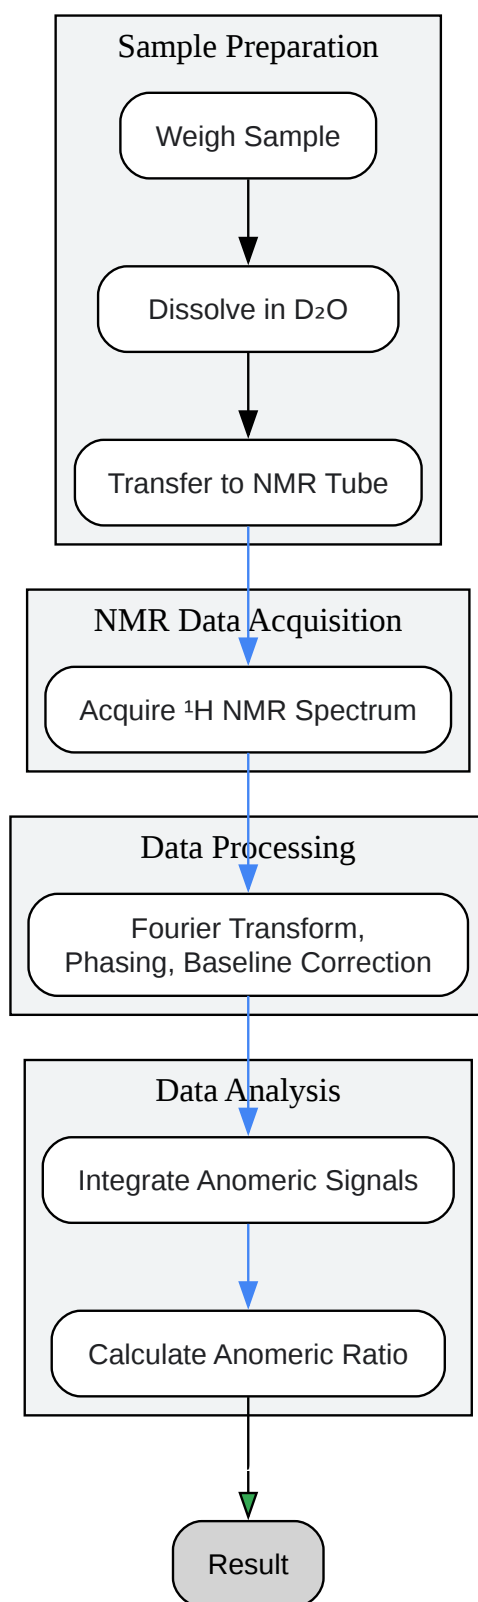 Sample Preparation
Weigh Sample
Dissolve in D₂O
Transfer to NMR Tube
NMR Data Acquisition
Acquire ¹H NMR Spectrum
Data Processing
Fourier Transform,
Phasing, Baseline Correction
Data Analysis
Integrate Anomeric Signals
Calculate Anomeric Ratio
Result